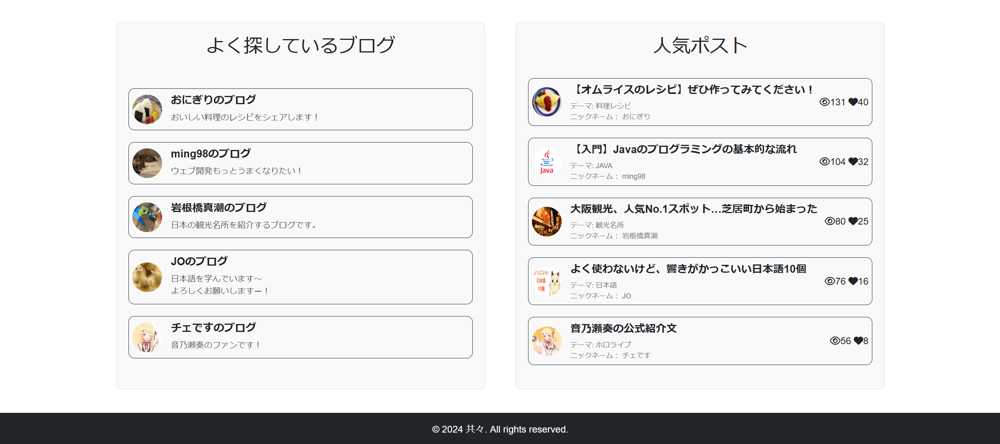 よく探しているブログ
おにぎりのブログ
おいしい料理のレシピをシェアします！
ming98のブログ
ウェブ開発もっとうまくなりたい！
岩根橋真潮のブログ
日本の観光名所を紹介するブログです。
JOのブログ
日本語を学んでいます～
よろしくお願いしますー！
チェですのブログ
音乃瀬奏のファンです！
人気ポスト
【オムライスのレシピ】ぜひ作ってみてください！
テーマ: 料理レシピ
ニックネーム： おにぎり
131 40
Java
【入門】Javaのプログラミングの基本的な流れ
テーマ: JAVA
ニックネーム： ming98
104 32
大阪観光、人気No.1スポット...芝居町から始まった
テーマ: 観光名所
ニックネーム： 岩根橋真潮
80 25
かっこいい
日本語
10個
よく使わないけど、響きがかっこいい日本語10個
テーマ: 日本語
ニックネーム： JO
76 16
音乃瀬奏の公式紹介文
テーマ: ホロライブ
ニックネーム： チェです
56 8
© 2024 共々. All rights reserved.